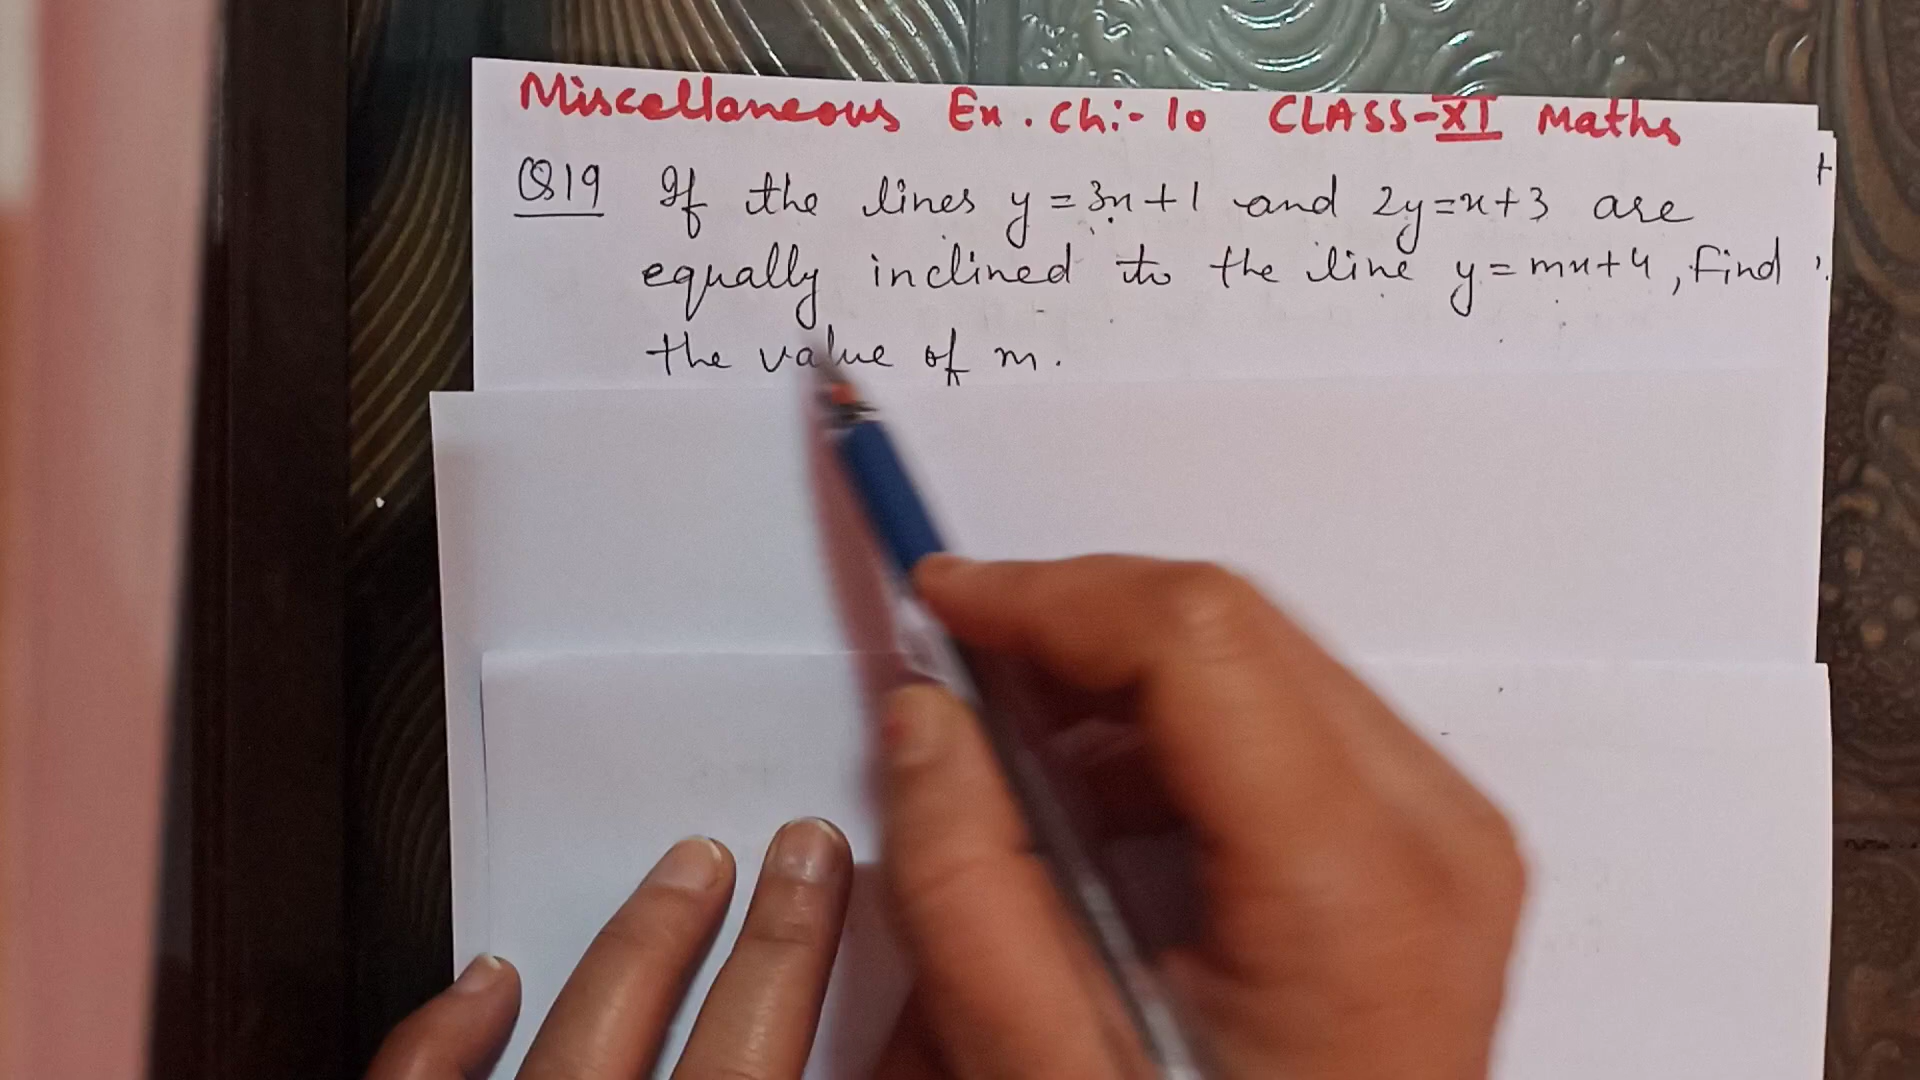 Miscellaneous Ex. Ch:- 10 CLASS-XI Maths
Q19 If the lines y = 3x + 1 and 2y = x + 3 are
equally inclined to the line y = mx + 4, find
the value of m.